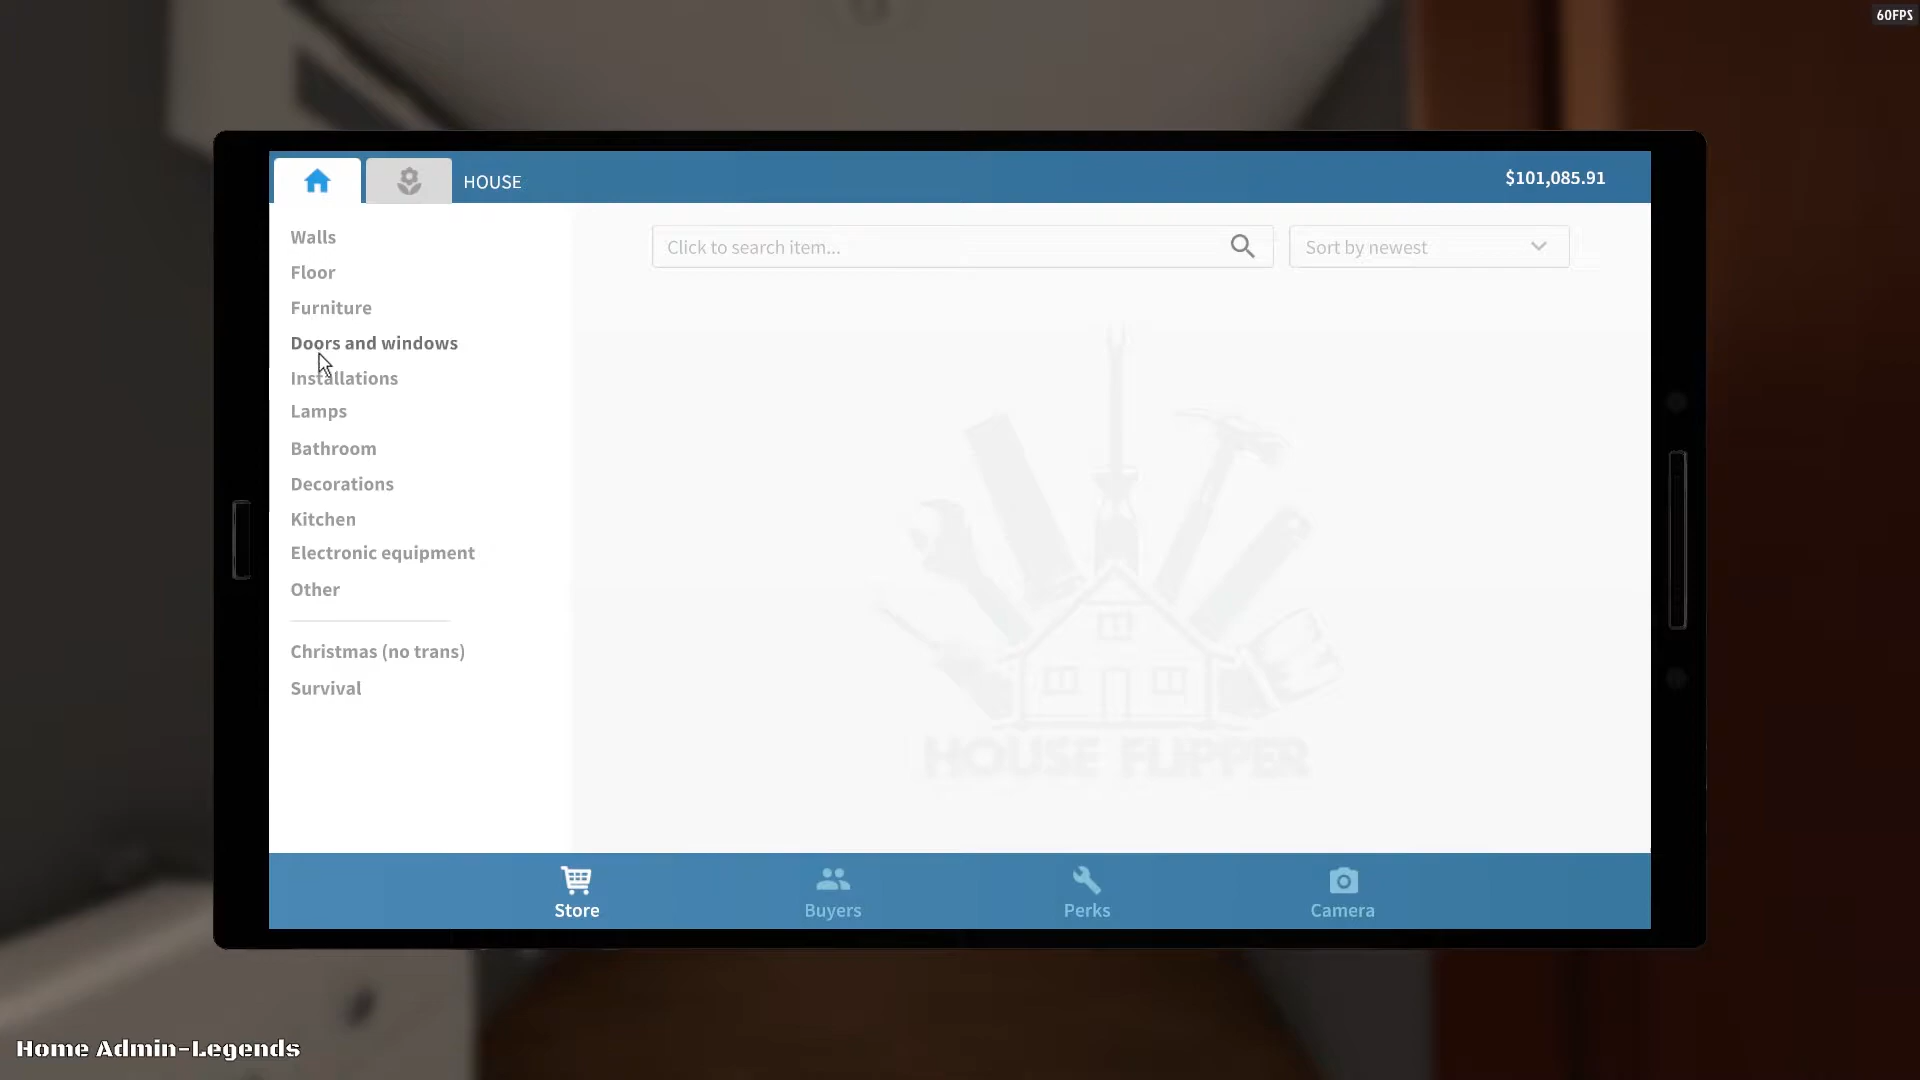 60FPS
HOUSE
$101,085.91
Walls
Floor
Furniture
Doors and windows
Installations
Lamps
Bathroom
Decorations
Kitchen
Electronic equipment
Other
Christmas (no trans)
Survival
Click to search item...
Sort by newest
HOUSE FLIPPER
Store
Buyers
Perks
Camera
Home Admin-Legends